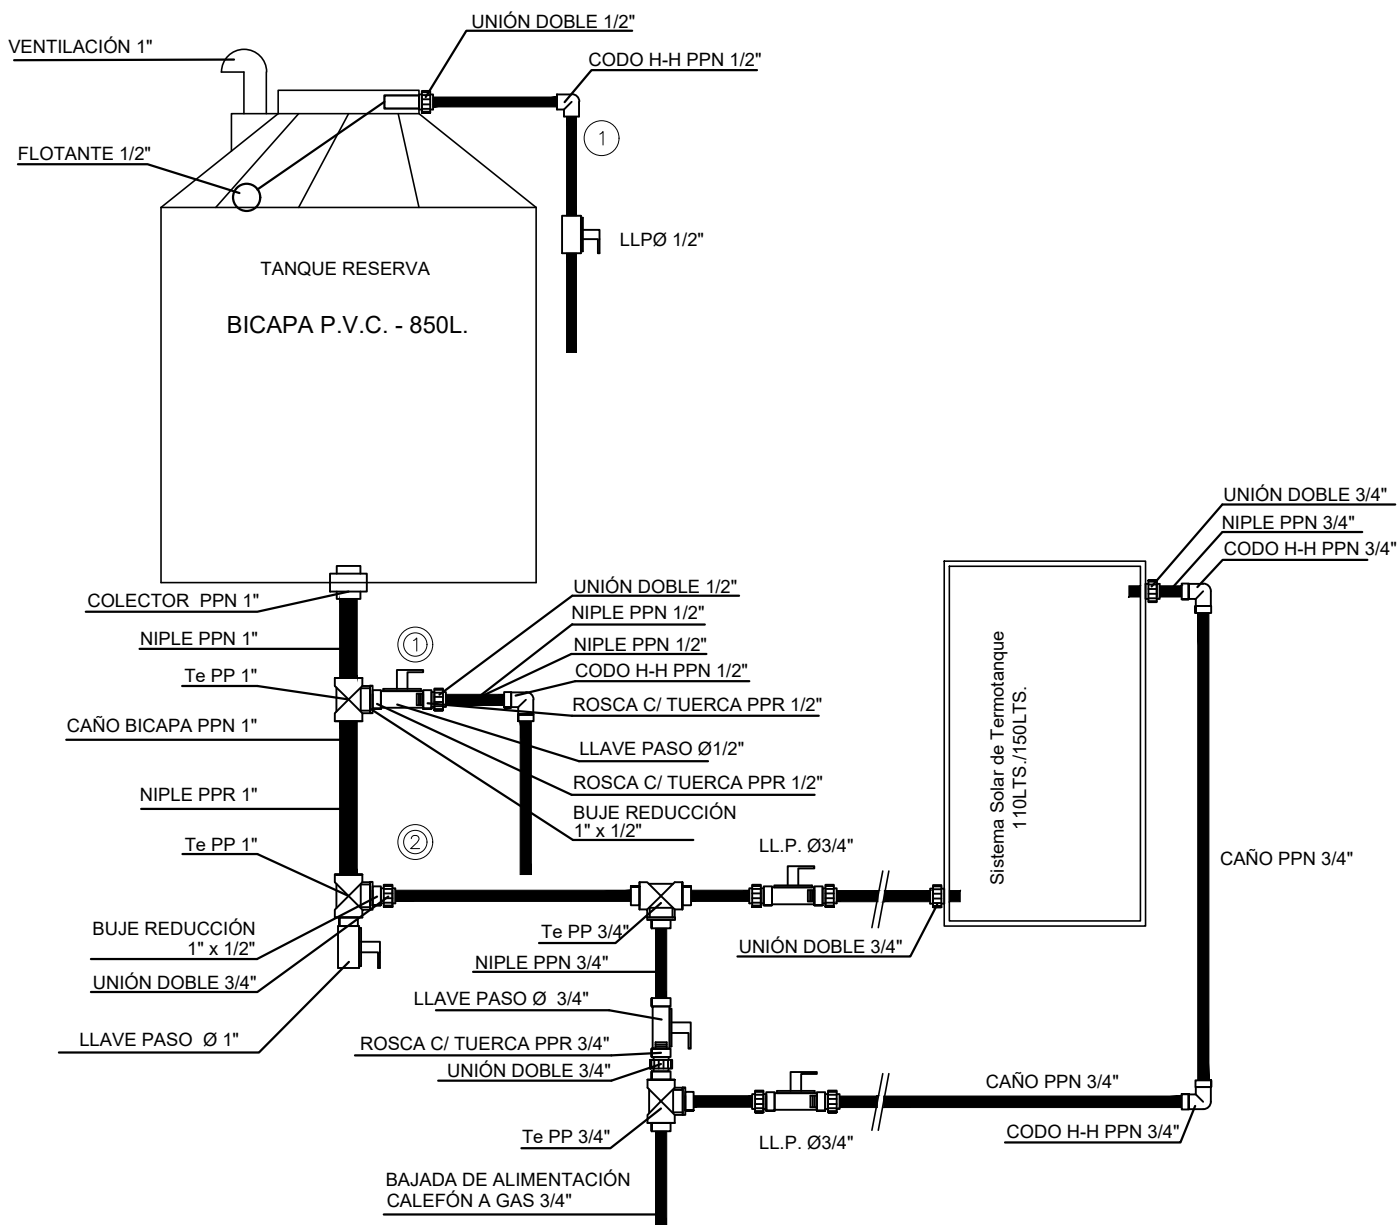 UNIÓN DOBLE 1/2"
VENTILACIÓN 1"
CODO H-H PPN 1/2"
1
FLOTANTE 1/2"
LLPØ 1/2"
TANQUE RESERVA
BICAPA P.V.C. - 850L.
UNIÓN DOBLE 3/4"
NIPLE PPN 3/4"
CODO H-H PPN 3/4"
COLECTOR PPN 1"
UNIÓN DOBLE 1/2"
NIPLE PPN 1/2"
NIPLE PPN 1"
1
NIPLE PPN 1/2"
Te PP 1"
CODO H-H PPN 1/2"
ROSCA C/ TUERCA PPR 1/2"
CAÑO BICAPA PPN 1"
LLAVE PASO Ø1/2"
ROSCA C/ TUERCA PPR 1/2"
NIPLE PPR 1"
BUJE REDUCCIÓN
1" x 1/2"
Sistema Solar de Termotanque
110LTS./150LTS.
2
Te PP 1"
LL.P. Ø3/4"
CAÑO PPN 3/4"
BUJE REDUCCIÓN
1" x 1/2"
Te PP 3/4"
UNIÓN DOBLE 3/4"
NIPLE PPN 3/4"
UNIÓN DOBLE 3/4"
LLAVE PASO Ø 3/4"
LLAVE PASO Ø 1"
ROSCA C/ TUERCA PPR 3/4"
UNIÓN DOBLE 3/4"
CAÑO PPN 3/4"
Te PP 3/4"
LL.P. Ø3/4"
CODO H-H PPN 3/4"
BAJADA DE ALIMENTACIÓN
CALEFÓN A GAS 3/4"